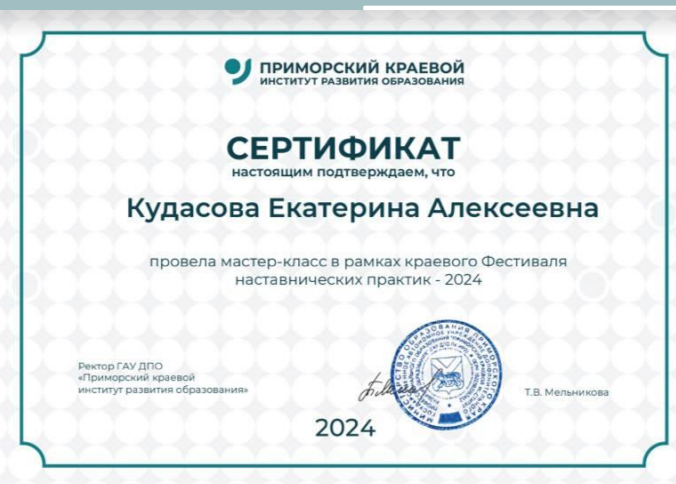 ПРИМОРСКИЙ КРАЕВОЙ
ИНСТИТУТ РАЗВИТИЯ ОБРАЗОВАНИЯ
СЕРТИФИКАТ
настоящим подтверждаем, что
Кудасова Екатерина Алексеевна
провела мастер-класс в рамках краевого Фестиваля
наставнических практик - 2024
Ректор ГАУ ДПО
«Приморский краевой
институт развития образования»
Т.В. Мельникова
2024